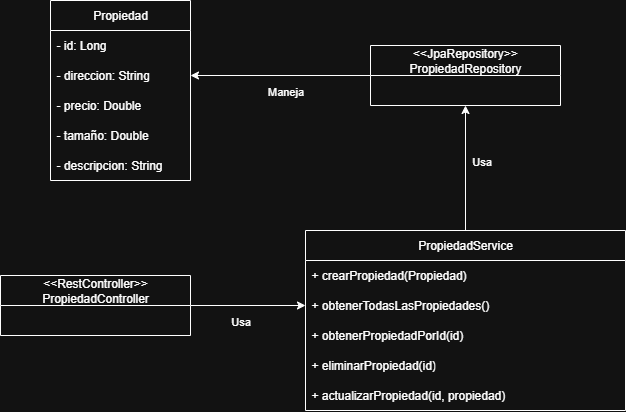 Propiedad
- id: Long
- direccion: String
- precio: Double
- tamaño: Double
- descripcion: String
<<JpaRepository>>
PropiedadRepository
Maneja
Usa
PropiedadService
+ crearPropiedad(Propiedad)
+ obtenerTodasLasPropiedades()
+ obtenerPropiedadPorId(id)
+ eliminarPropiedad(id)
+ actualizarPropiedad(id, propiedad)
<<RestController>>
PropiedadController
Usa